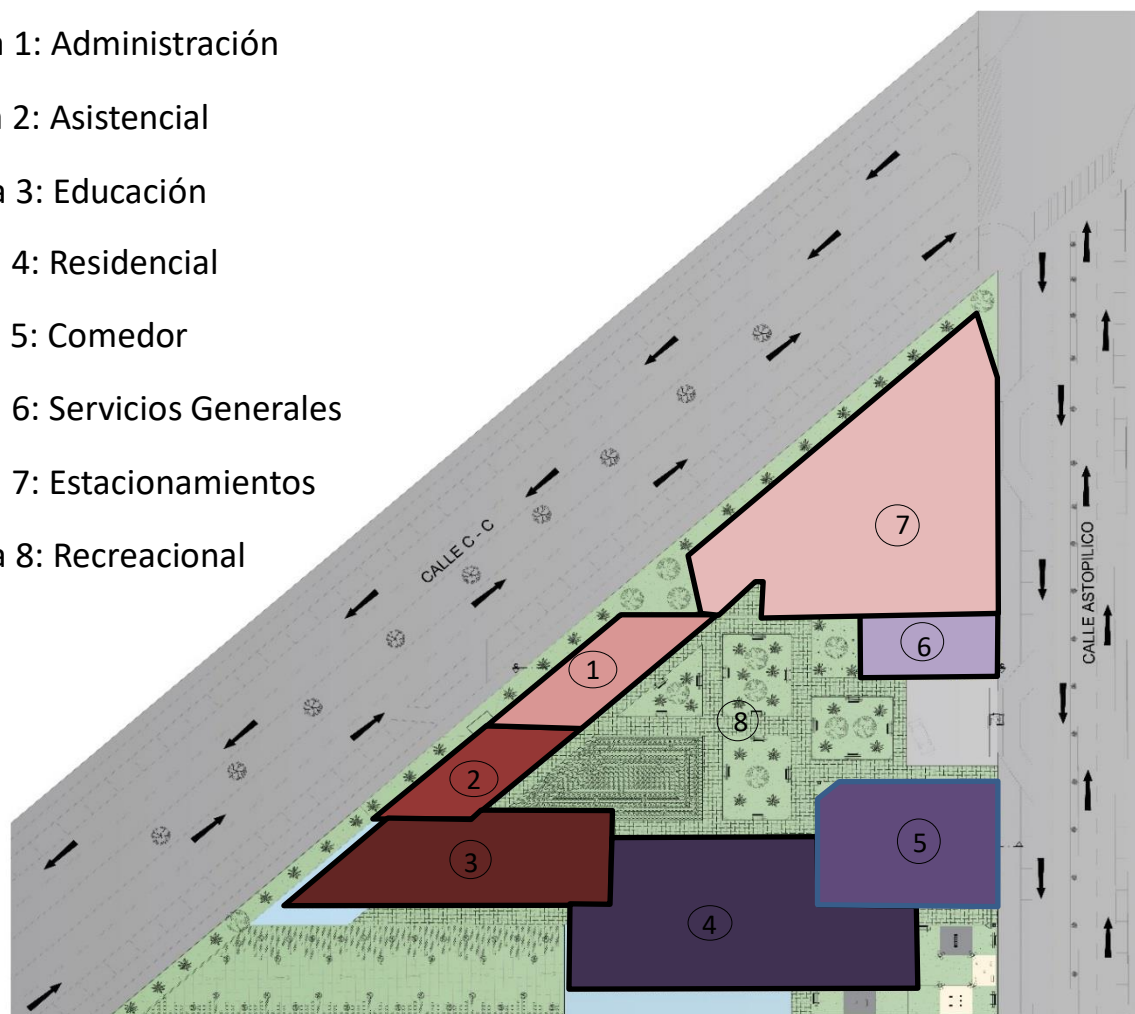 a 1: Administración
a 2: Asistencial
a 3: Educación
4: Residencial
5: Comedor
6: Servicios Generales
7: Estacionamientos
a 8: Recreacional
CALLE C - C
CALLE ASTOPILICO
7
6
1
8
2
5
3
4